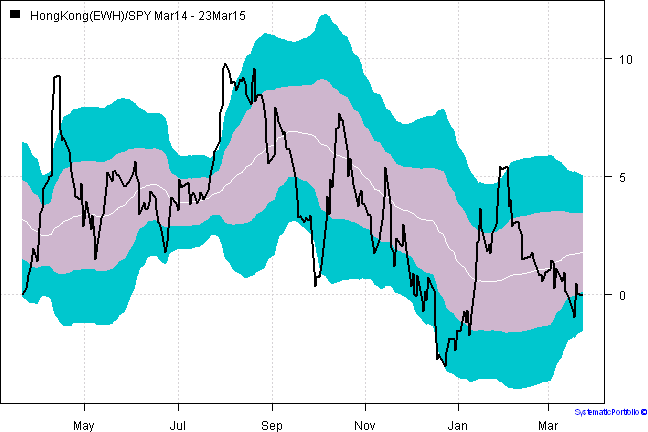 HongKong(EWH)/SPY Mar14 - 23Mar15
10
5
0
May Jul Sep Nov Jan Mar
SystematicPortfolio ©